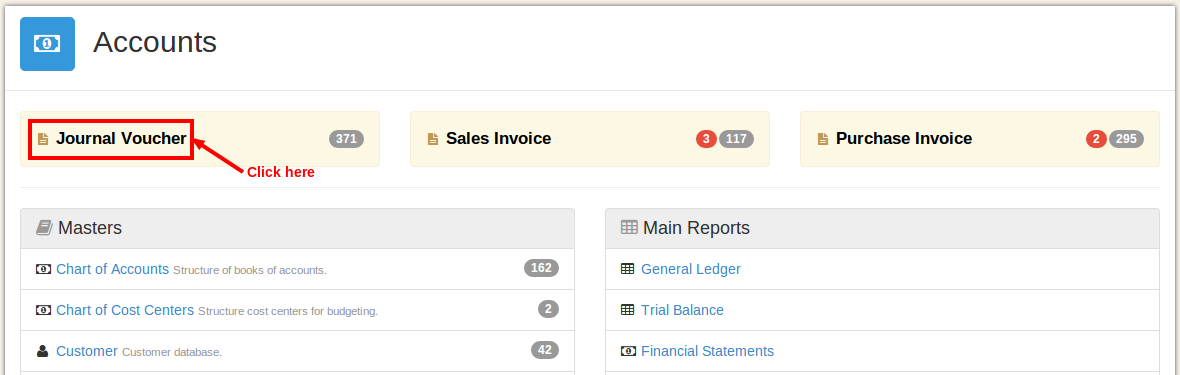 Accounts
Journal Voucher 371
Sales Invoice 3 117
Purchase Invoice 2 295
Click here
Masters
Chart of Accounts Structure of books of accounts. 162
Chart of Cost Centers Structure cost centers for budgeting. 2
Customer Customer database. 42
Main Reports
General Ledger
Trial Balance
Financial Statements